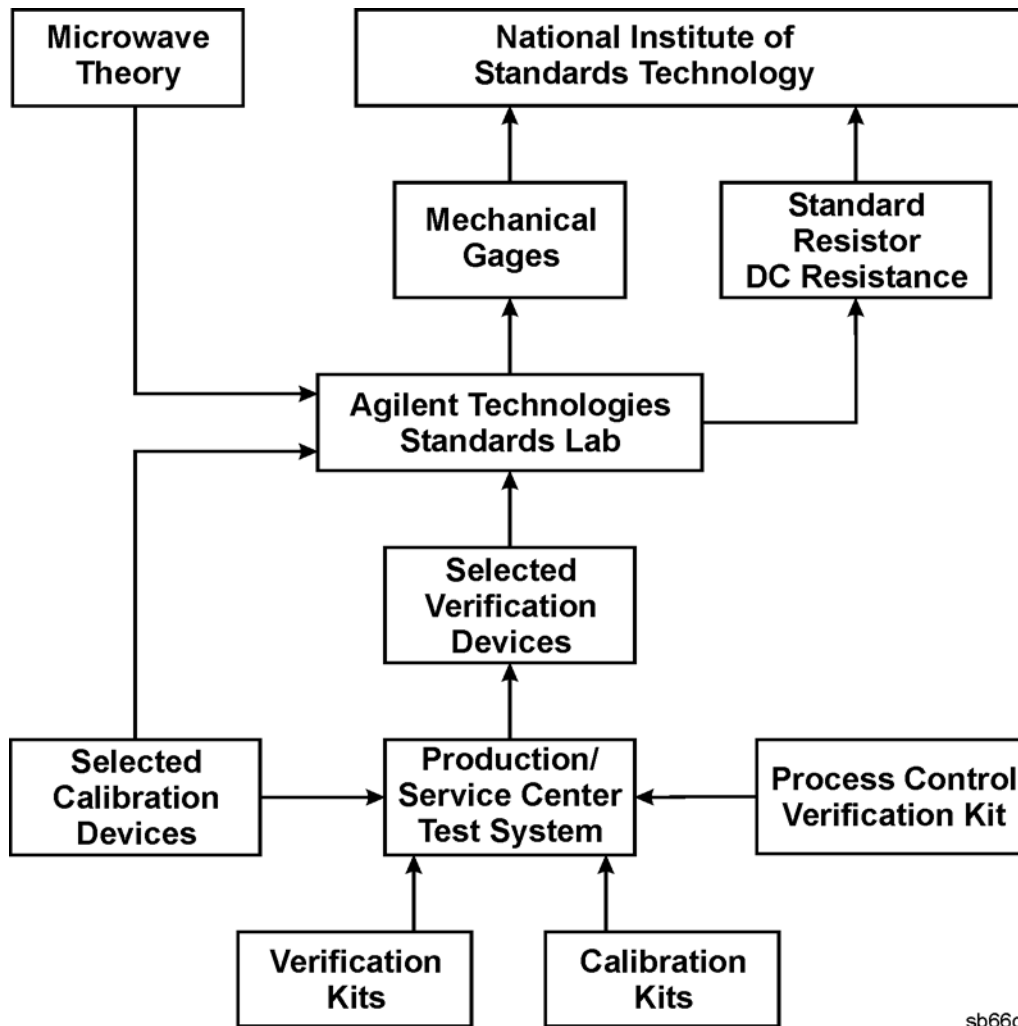 Microwave
Theory
National Institute of
Standards Technology
Mechanical
Gages
Standard
Resistor
DC Resistance
Agilent Technologies
Standards Lab
Selected
Verification
Devices
Selected
Calibration
Devices
Production/
Service Center
Test System
Process Control
Verification Kit
Verification
Kits
Calibration
Kits